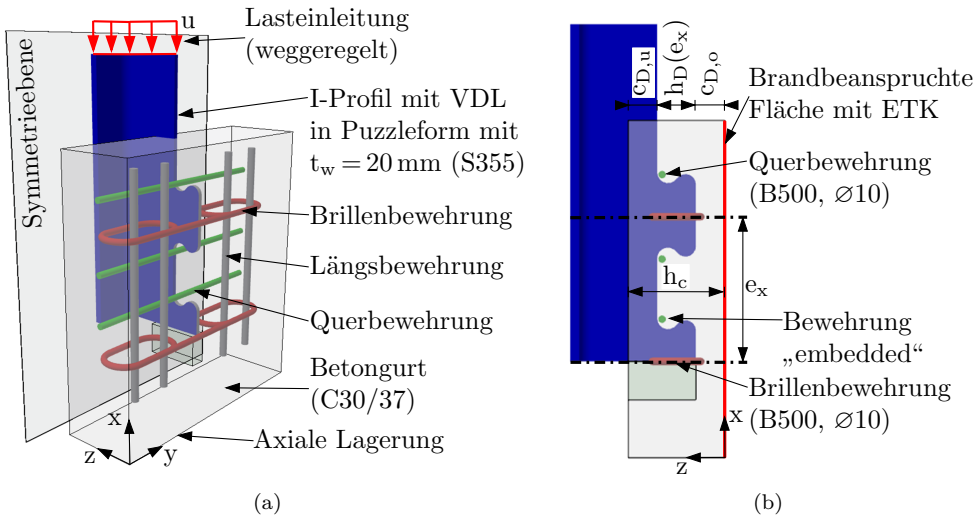 u
Lasteinleitung
(weggeregelt)
Symmetrieebene
I-Profil mit VDL
in Puzzleform mit
t_w = 20 mm (S355)
Brillenbewehrung
Längsbewehrung
Querbewehrung
Betongurt
(C30/37)
Axiale Lagerung
x
z
y
(a)
c_D,u
h_D(e_x)
c_D,o
Brandbeanspruchte
Fläche mit ETK
Querbewehrung
(B500, ∅10)
h_c
e_x
Bewehrung
„embedded“
Brillenbewehrung
(B500, ∅10)
x
z
(b)